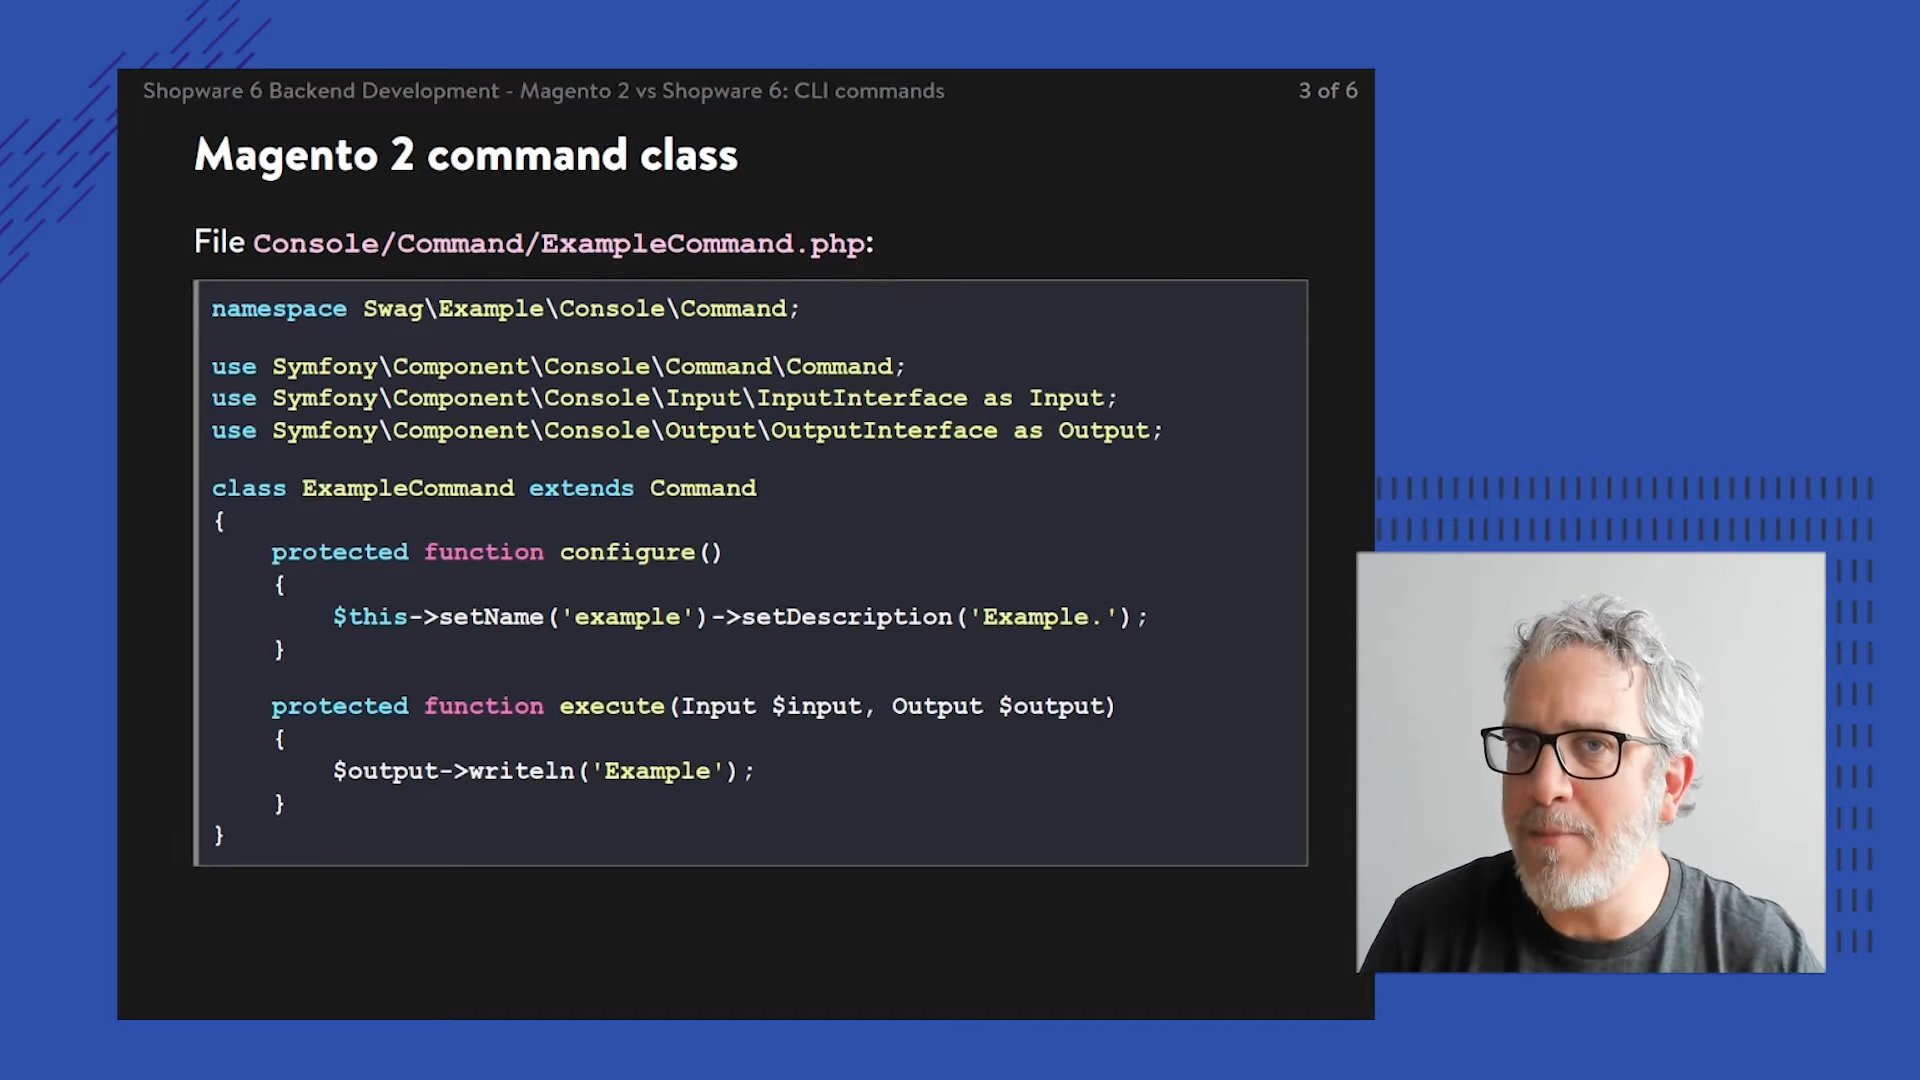 Shopware 6 Backend Development - Magento 2 vs Shopware 6: CLI commands
3 of 6
Magento 2 command class
File Console/Command/ExampleCommand.php:
namespace Swag\Example\Console\Command;
use Symfony\Component\Console\Command\Command;
use Symfony\Component\Console\Input\InputInterface as Input;
use Symfony\Component\Console\Output\OutputInterface as Output;
class ExampleCommand extends Command
{
    protected function configure()
    {
        $this->setName('example')->setDescription('Example.');
    }
    protected function execute(Input $input, Output $output)
    {
        $output->writeln('Example');
    }
}